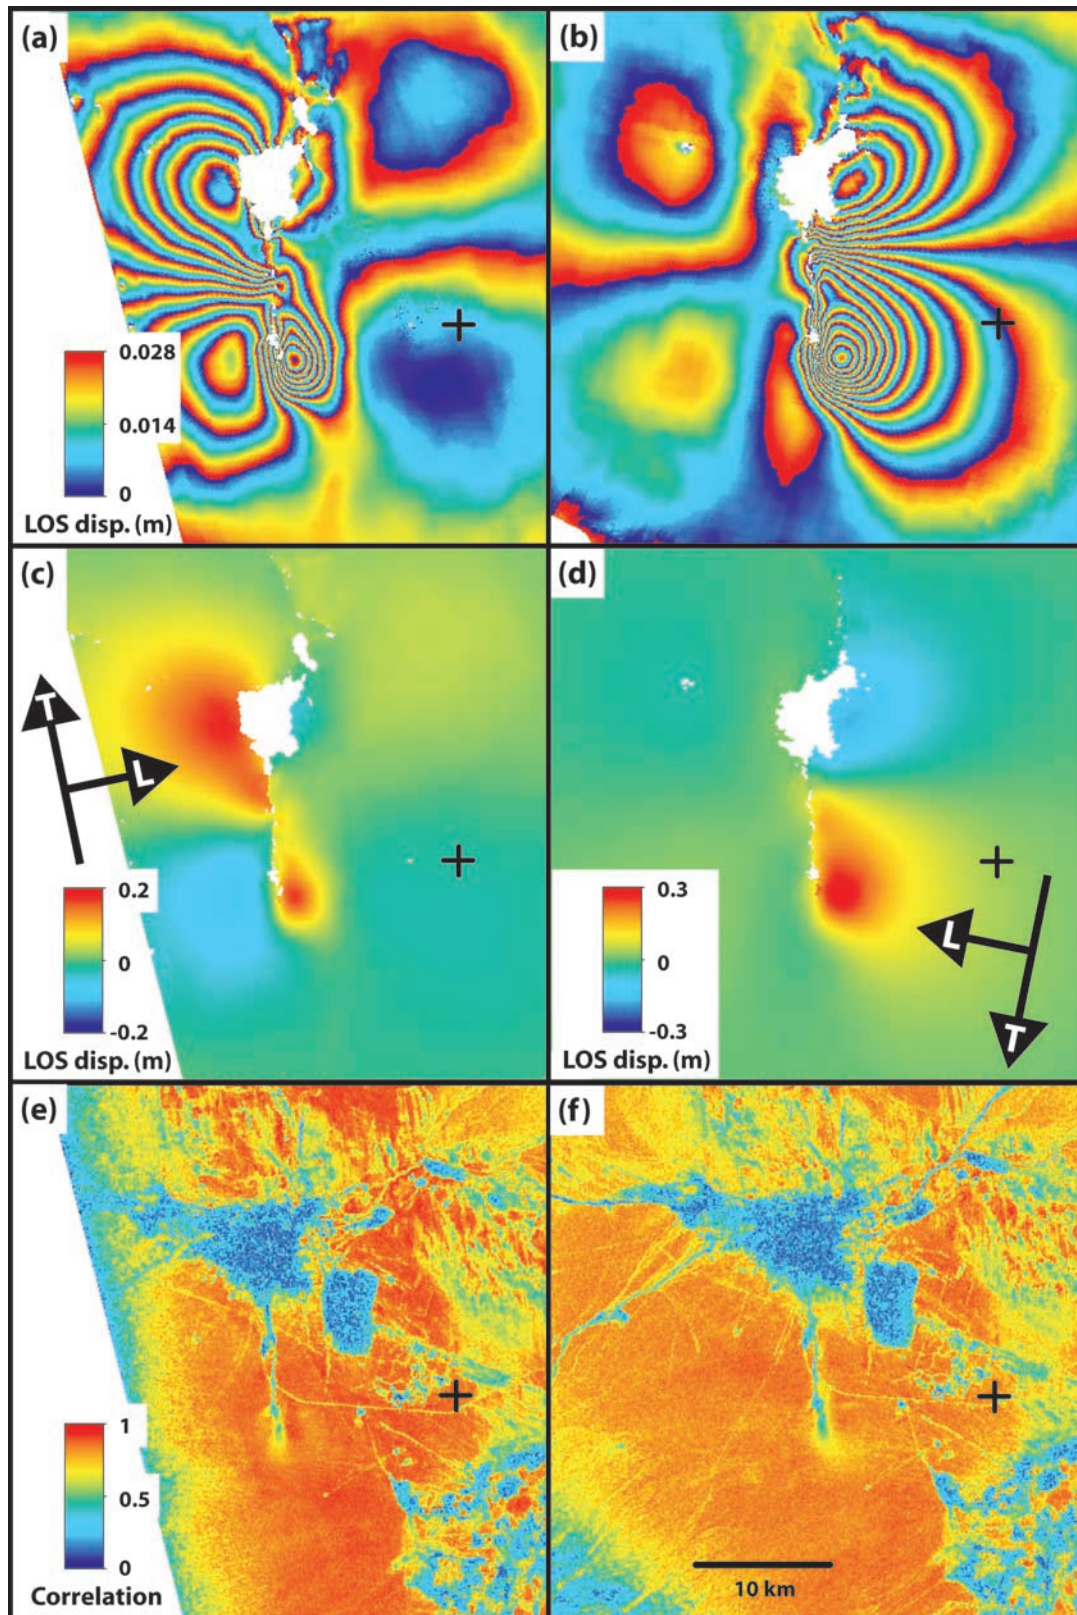 (a)
0.028
0.014
0
LOS disp. (m)
(b)
(c)
T
L
0.2
0
-0.2
LOS disp. (m)
(d)
L
T
0.3
0
-0.3
LOS disp. (m)
(e)
1
0.5
0
Correlation
(f)
10 km